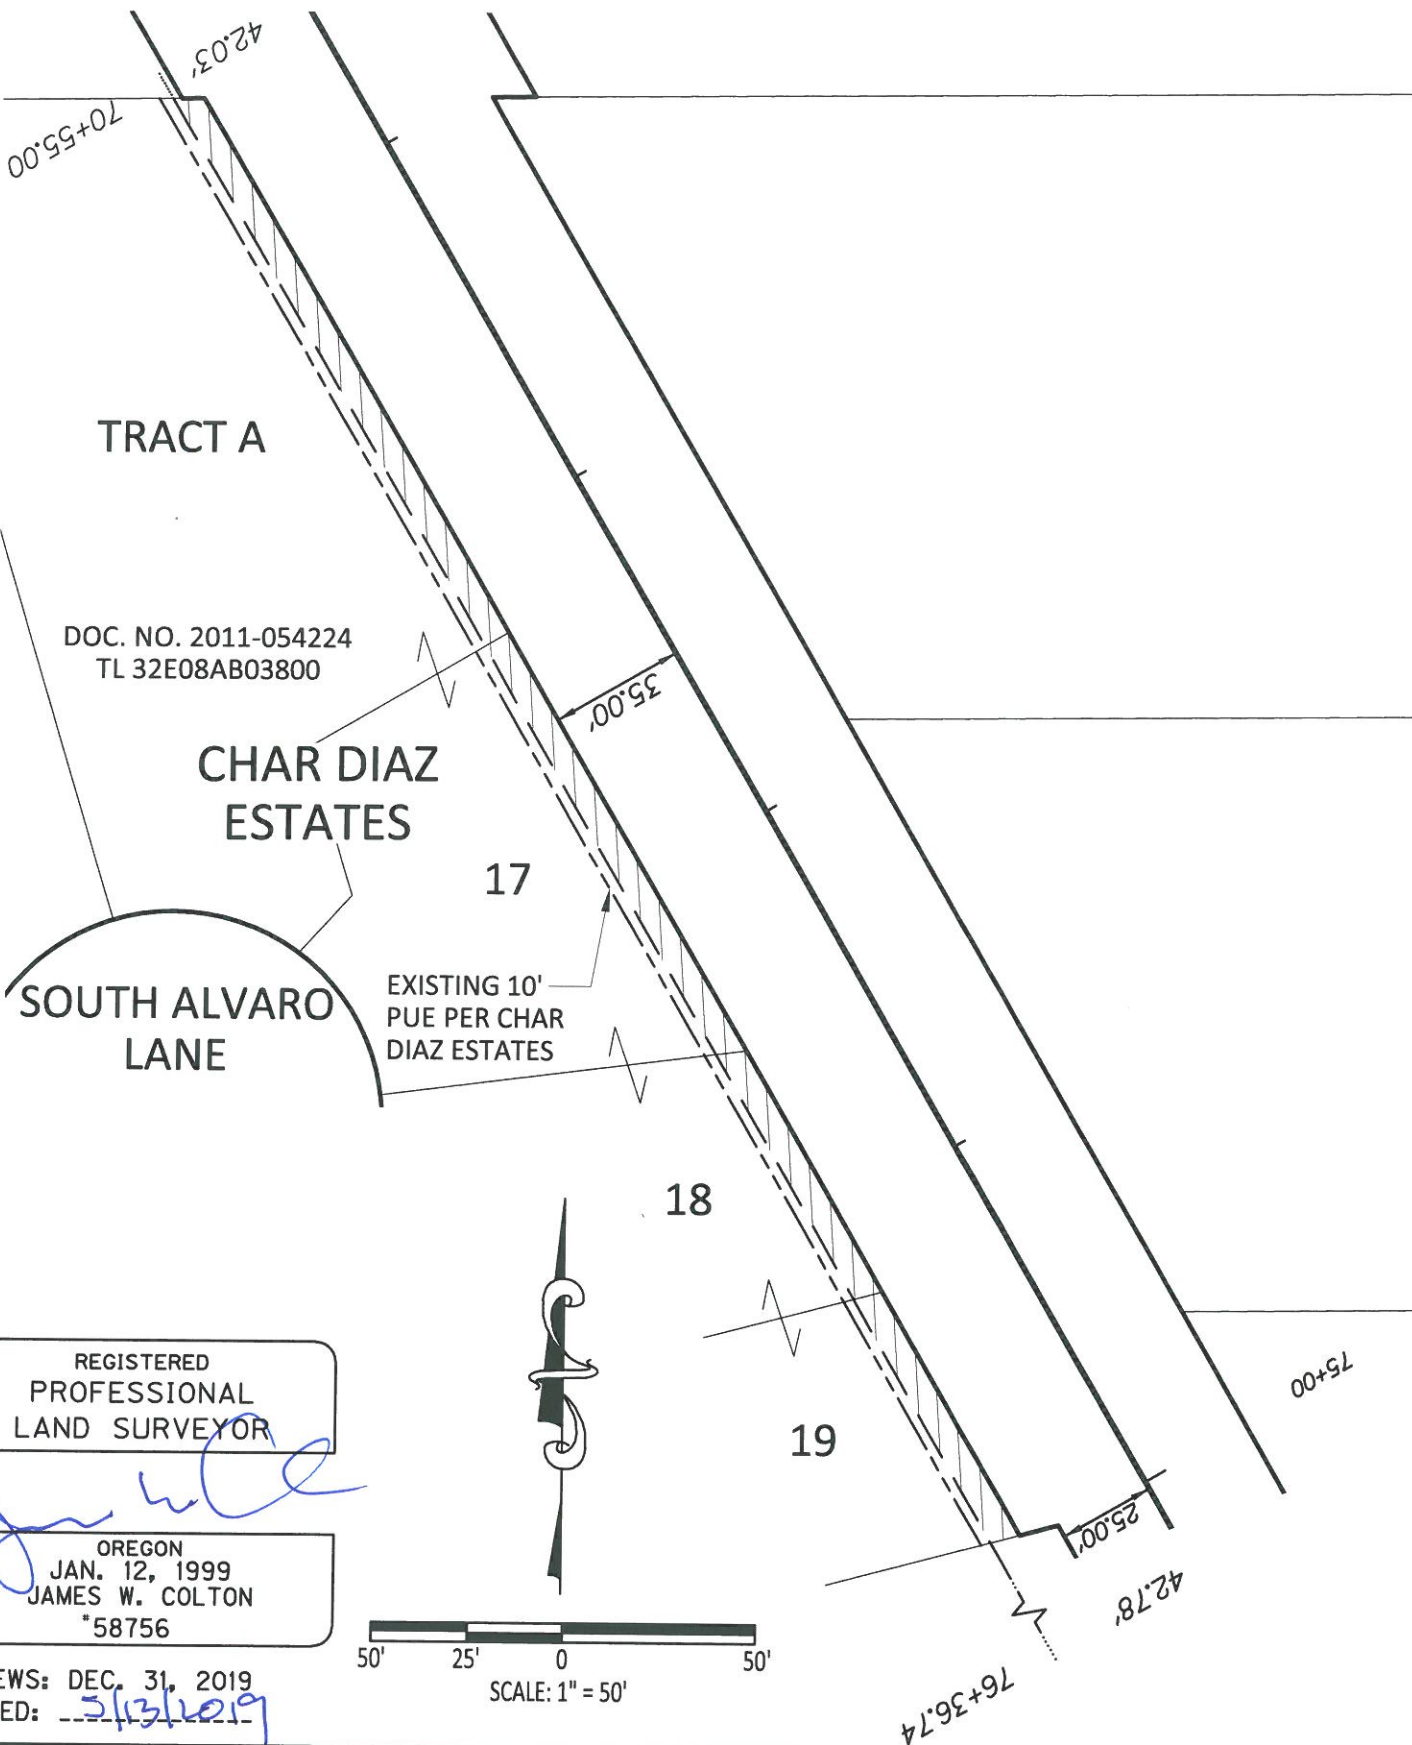 42.03'
70+55.00
TRACT A
DOC. NO. 2011-054224
TL 32E08AB03800
35.00'
CHAR DIAZ
ESTATES
17
SOUTH ALVARO
LANE
EXISTING 10'
PUE PER CHAR
DIAZ ESTATES
18
75+00
19
25.00'
42.78'
76+36.74
REGISTERED
PROFESSIONAL
LAND SURVEYOR
OREGON
JAN. 12, 1999
JAMES W. COLTON
#58756
EWS: DEC. 31, 2019
ED: 5/13/2019
50' 25' 0 50'
SCALE: 1" = 50'